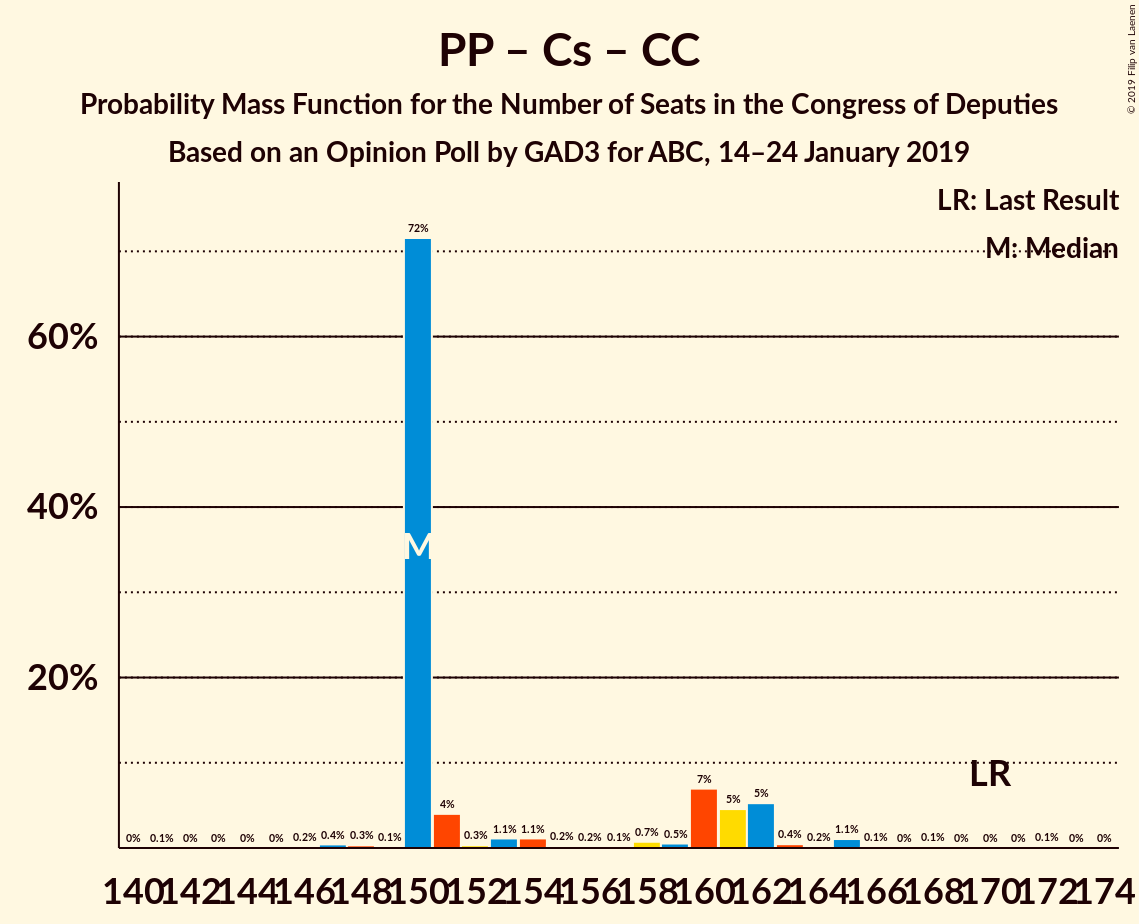 PP – Cs – CC
Probability Mass Function for the Number of Seats in the Congress of Deputies
Based on an Opinion Poll by GAD3 for ABC, 14–24 January 2019
© 2019 Filip van Laenen
LR: Last Result
M: Median
60%
40%
20%
72%
M
LR
0% 0.1% 0% 0% 0% 0% 0.2% 0.4% 0.3% 0.1% 4% 0.3% 1.1% 1.1% 0.2% 0.2% 0.1% 0.7% 0.5% 7% 5% 5% 0.4% 0.2% 1.1% 0.1% 0% 0.1% 0% 0% 0% 0.1% 0% 0%
140 142 144 146 148 150 152 154 156 158 160 162 164 166 168 170 172 174